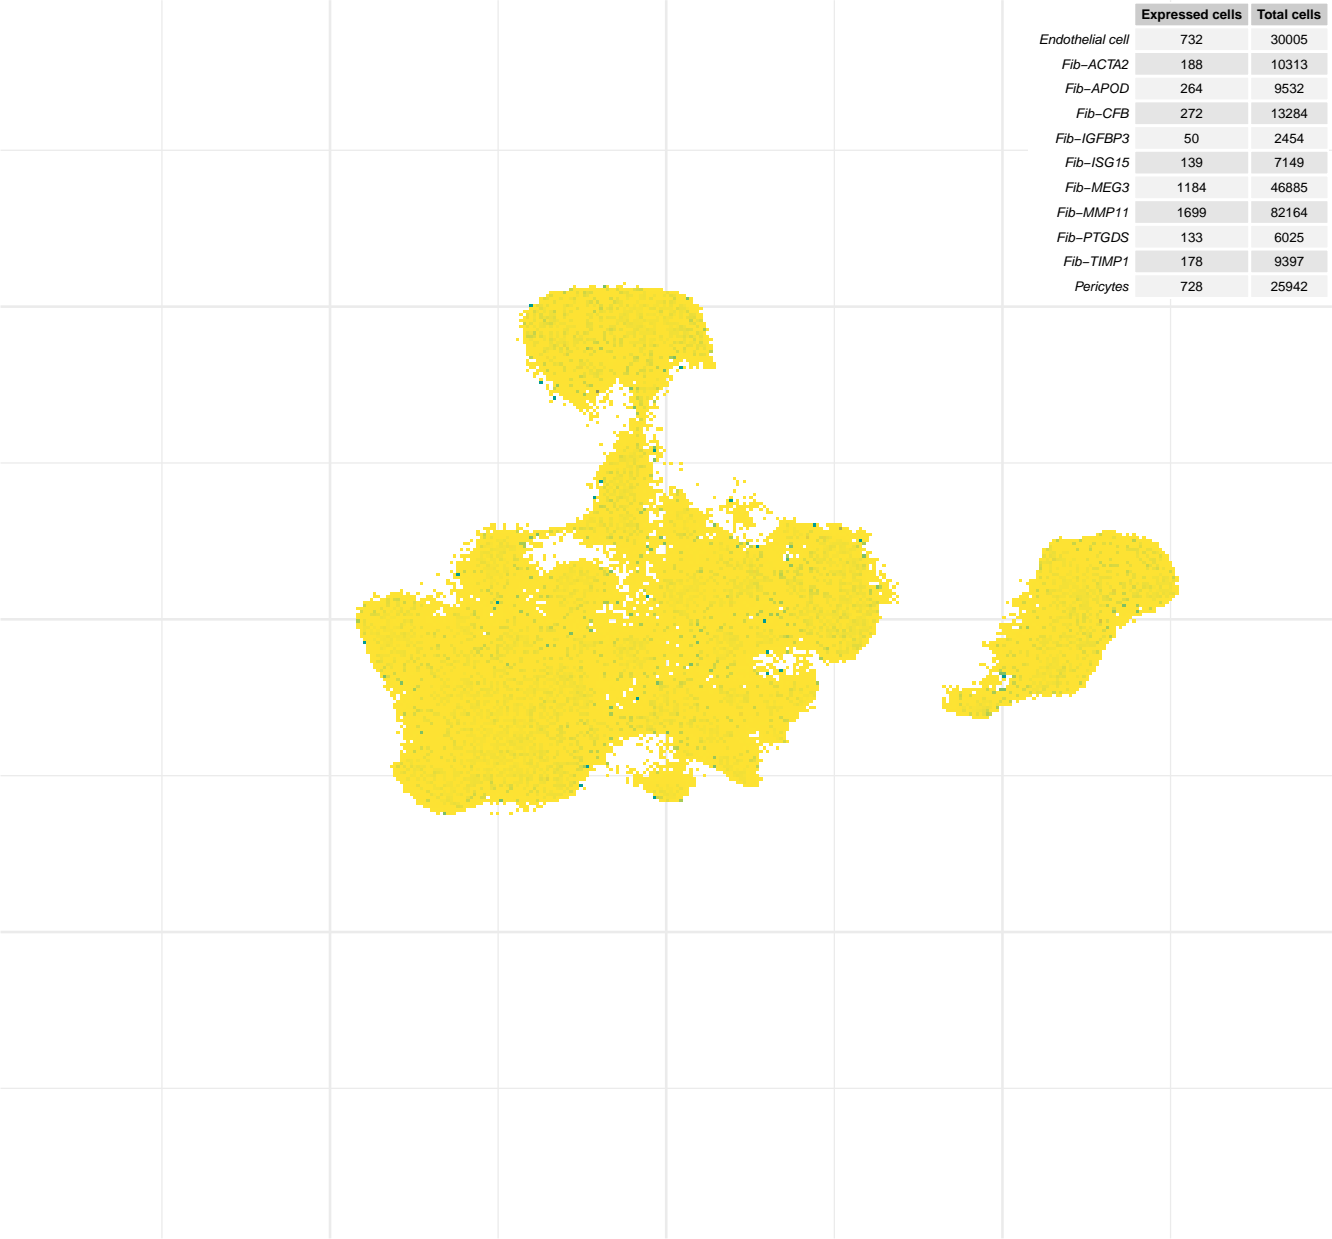 Expressed cells Total cells
Endothelial cell 732 30005
Fib−ACTA2 188 10313
Fib−APOD 264 9532
Fib−CFB 272 13284
Fib−IGFBP3 50 2454
Fib−ISG15 139 7149
Fib−MEG3 1184 46885
Fib−MMP11 1699 82164
Fib−PTGDS 133 6025
Fib−TIMP1 178 9397
Pericytes 728 25942